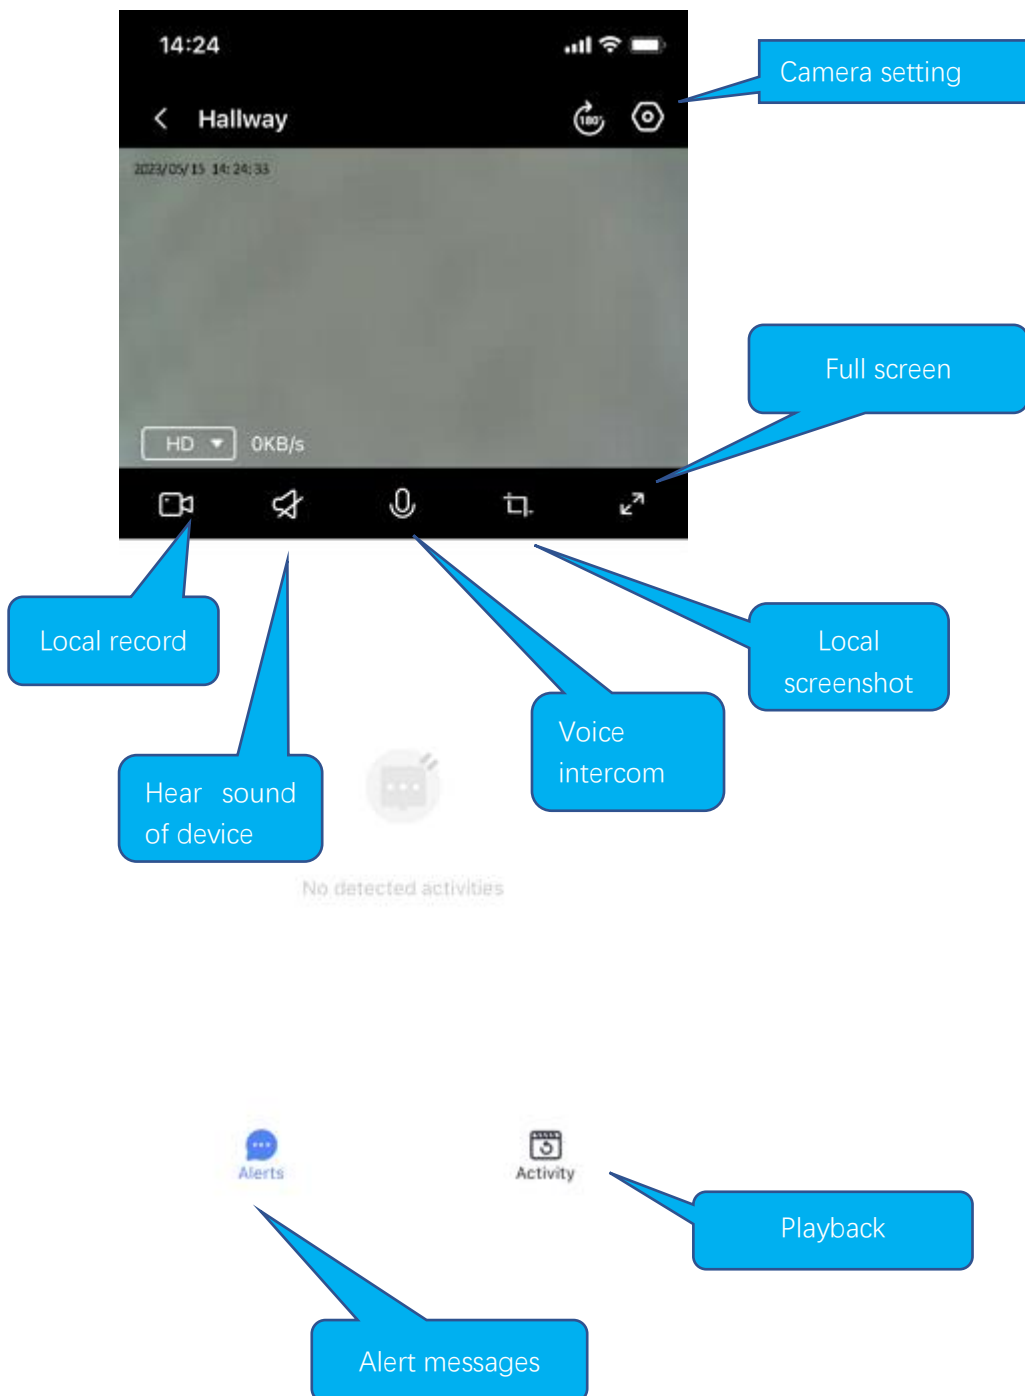 14:24
Camera setting
Hallway
180°
2023/05/15 14:24:33
Full screen
HD
0KB/s
Local record
Local
screenshot
Voice
intercom
Hear sound
of device
No detected activities
Alerts
Activity
Playback
Alert messages